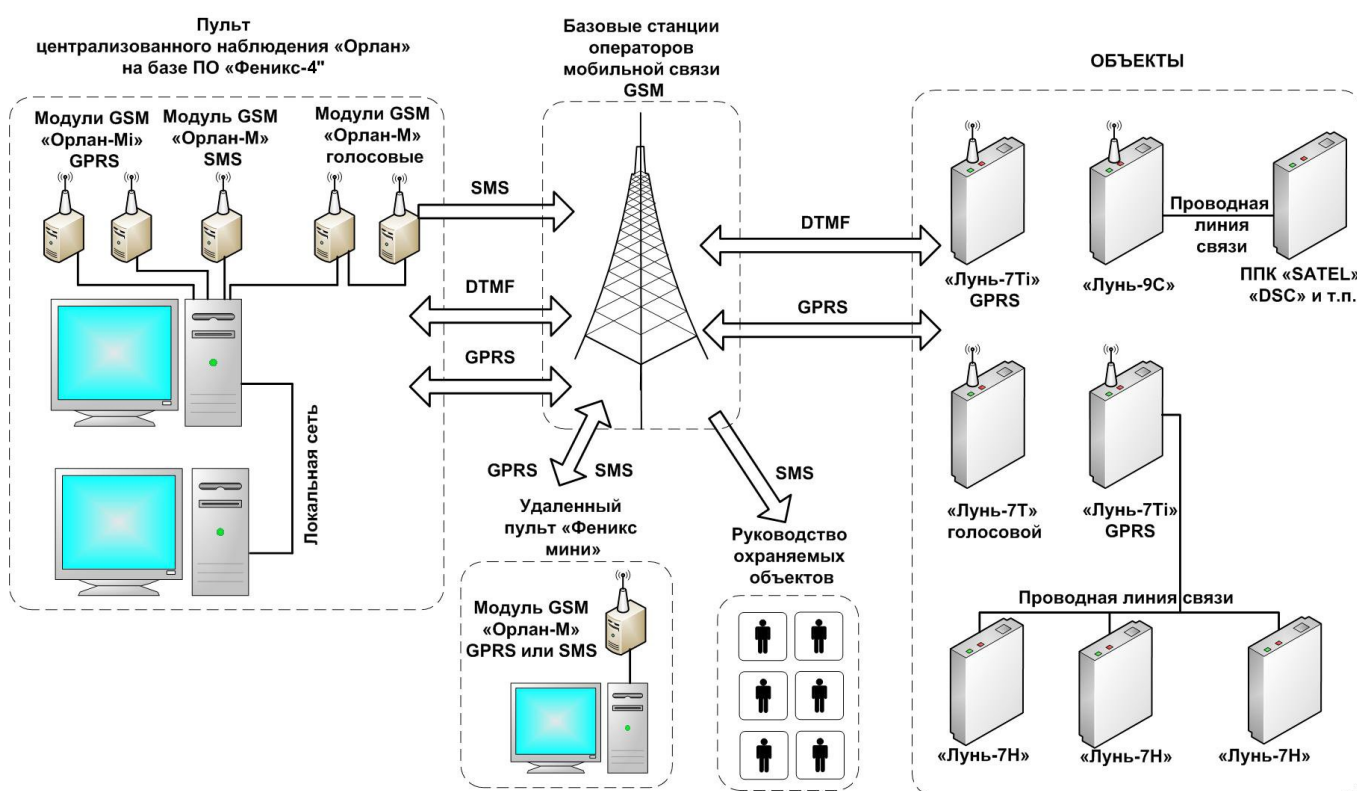 Пульт
централизованного наблюдения «Орлан»
на базе ПО «Феникс-4"
Модули GSM
«Орлан-Mi»
GPRS
Модуль GSM
«Орлан-М»
SMS
Модули GSM
«Орлан-М»
голосовые
Локальная сеть
Базовые станции
операторов
мобильной связи
GSM
SMS
DTMF
GPRS
DTMF
GPRS
GPRS
SMS
SMS
Удаленный
пульт «Феникс
мини»
Модуль GSM
«Орлан-М»
GPRS или SMS
Руководство
охраняемых
объектов
ОБЪЕКТЫ
«Лунь-7Ti»
GPRS
«Лунь-9С»
Проводная
линия
связи
ППК «SATEL»
«DSC» и т.п.
«Лунь-7Т»
голосовой
«Лунь-7Ti»
GPRS
Проводная линия связи
«Лунь-7Н»
«Лунь-7Н»
«Лунь-7Н»